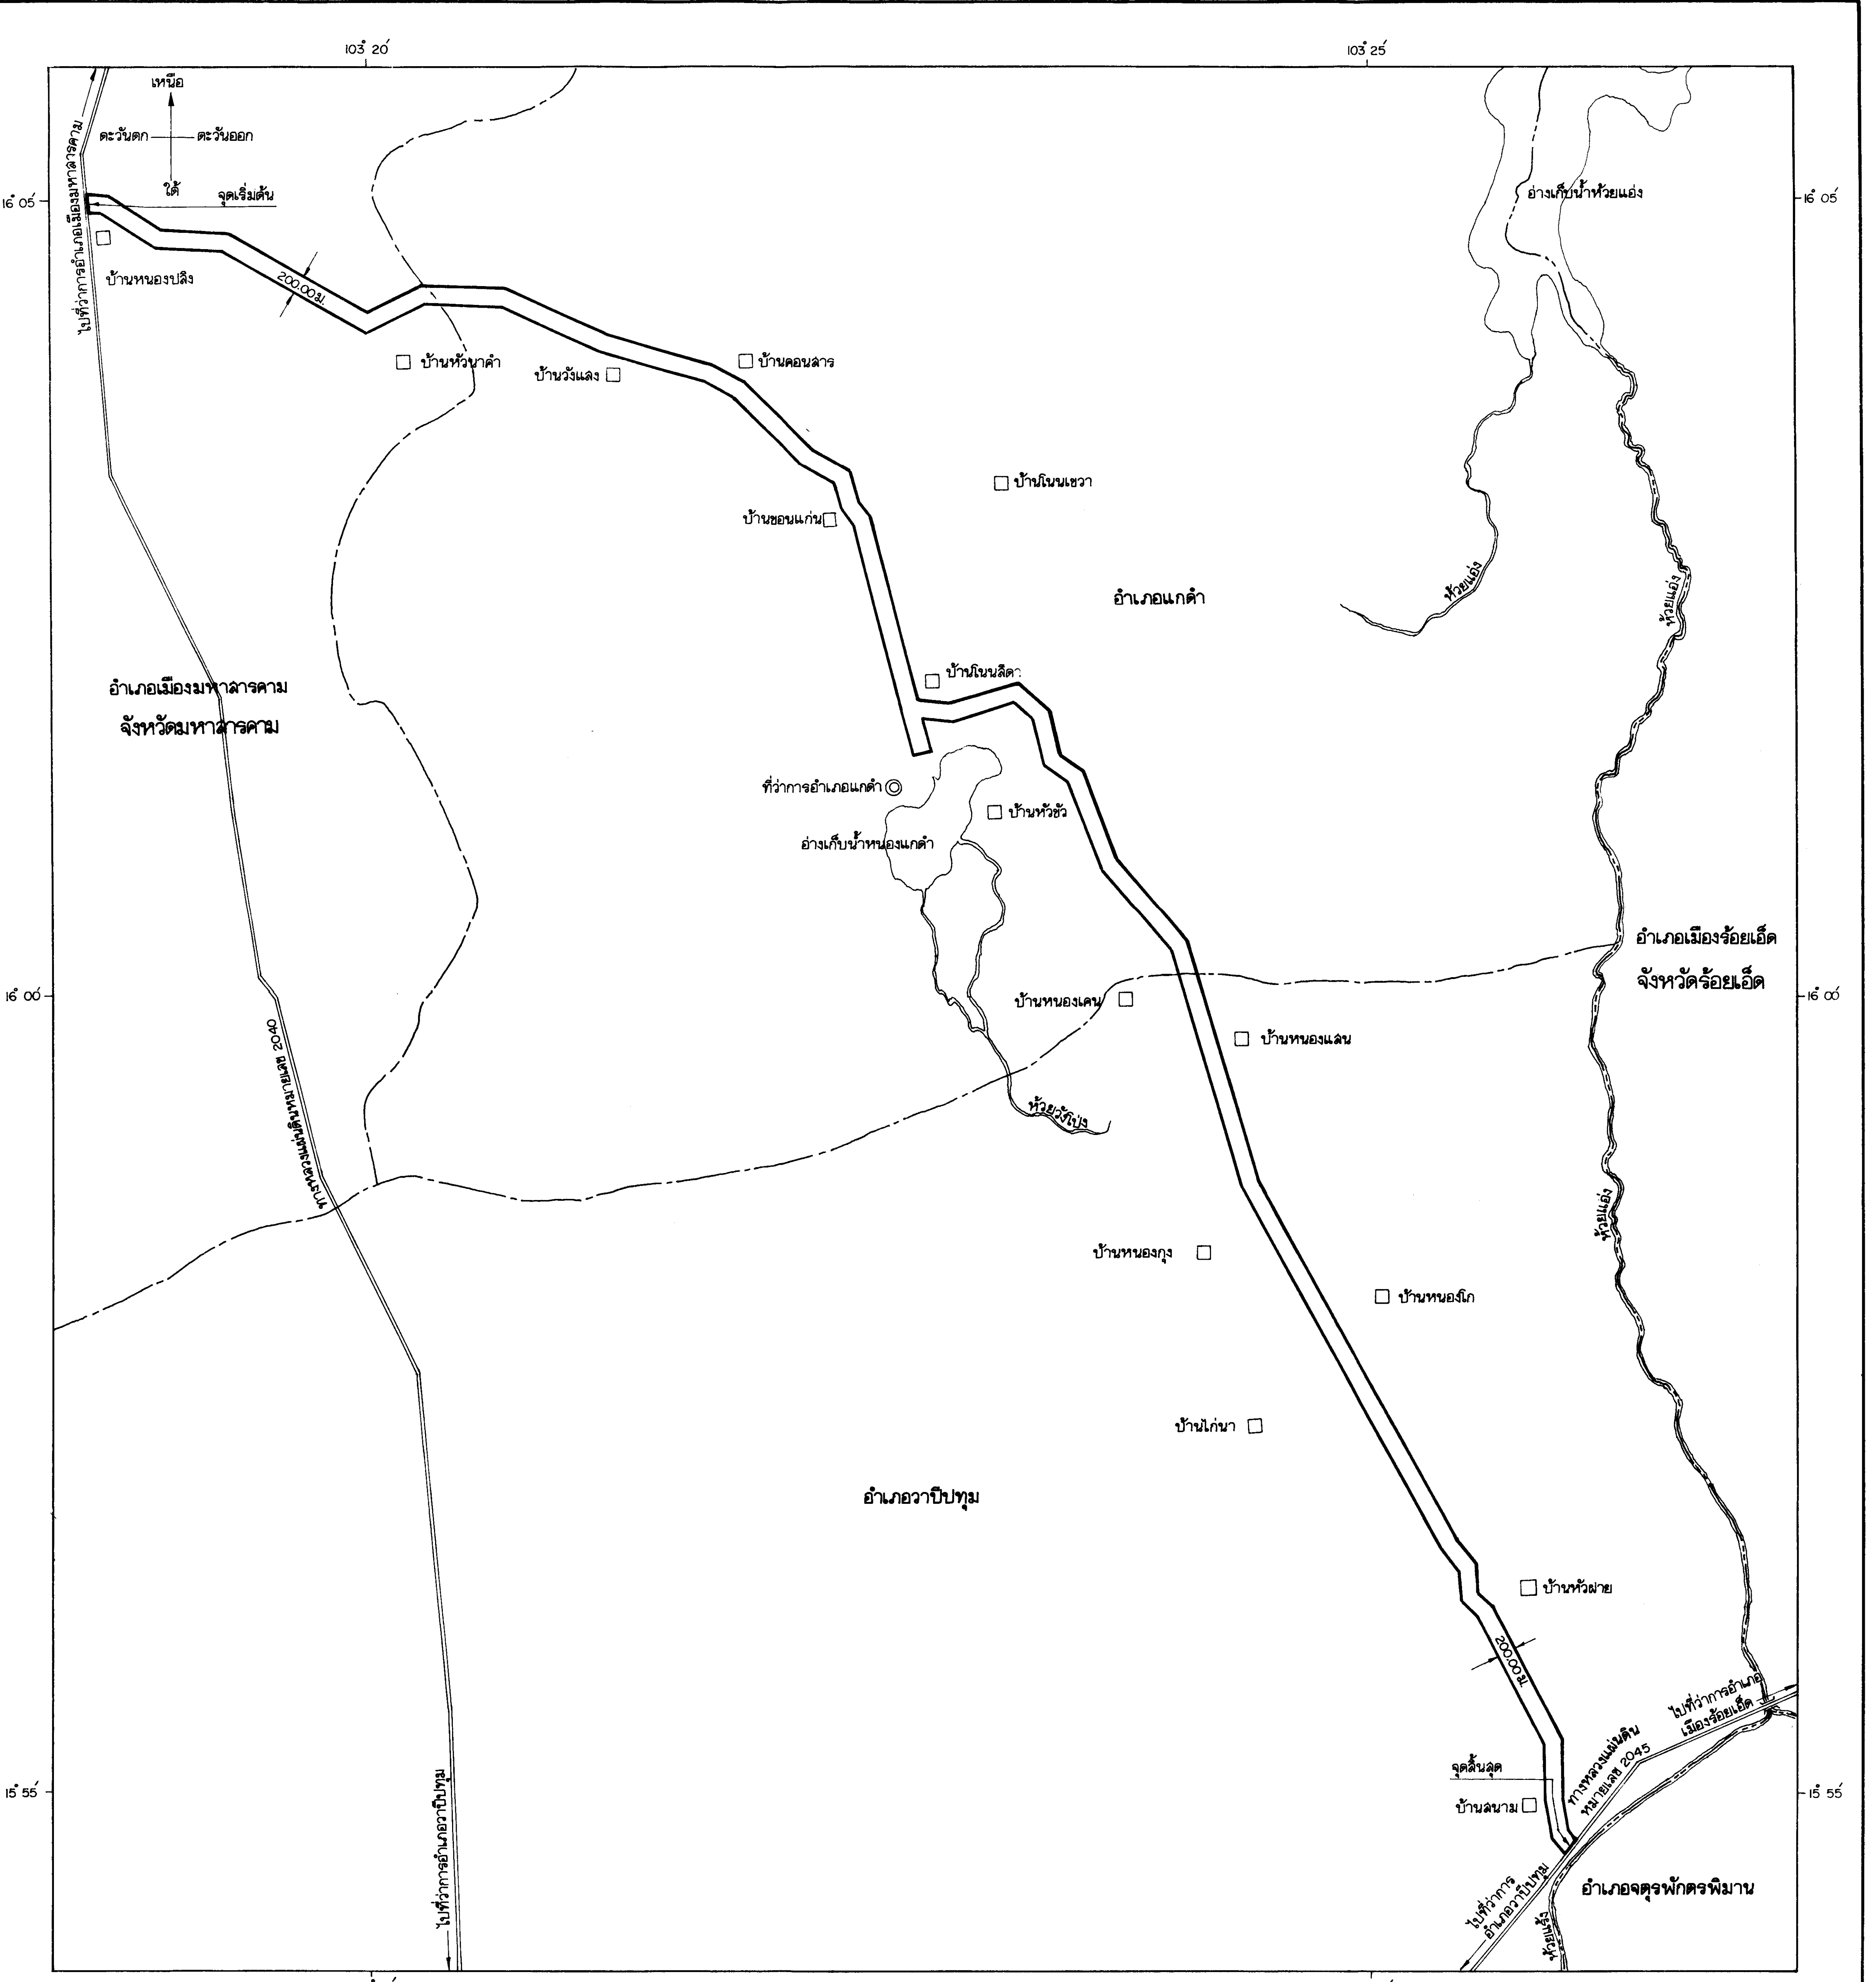 103° 20′
103° 25′
เหนือ
ตะวันตก
ตะวันออก
ใต้
จุดเริ่มต้น
ไปที่ว่าการอำเภอเมืองมหาสารคาม
16° 05′
16° 05′
อ่างเก็บน้ำห้วยแอ่ง
บ้านหนองปลิง
200.00 ม.
บ้านหัวนาคำ
บ้านวังแสง
บ้านคอนสาร
บ้านโนนเขวา
บ้านขอนแก่น
ห้วยแอ่ง
ห้วยแอ่ง
อำเภอแกดำ
บ้านโนนสีดา
อำเภอเมืองมหาสารคาม
จังหวัดมหาสารคาม
ที่ว่าการอำเภอแกดำ
บ้านหัวขัว
อ่างเก็บน้ำหนองแกดำ
อำเภอเมืองร้อยเอ็ด
จังหวัดร้อยเอ็ด
16° 00′
16° 00′
บ้านหนองเคน
บ้านหนองแสน
ทางหลวงแผ่นดินหมายเลข 2040
ห้วยวังโป่ง
ห้วยแอ่ง
บ้านหนองกุง
บ้านหนองโก
บ้านไก่นา
อำเภอวาปีปทุม
บ้านหัวฝาย
200.00 ม.
ไปที่ว่าการอำเภอ
เมืองร้อยเอ็ด
ทางหลวงแผ่นดิน
หมายเลข 2045
จุดสิ้นสุด
15° 55′
15° 55′
บ้านสนาม
ไปที่ว่าการอำเภอวาปีปทุม
อำเภอจตุรพักตรพิมาน
ไปที่ว่าการ
อำเภอวาปีปทุม